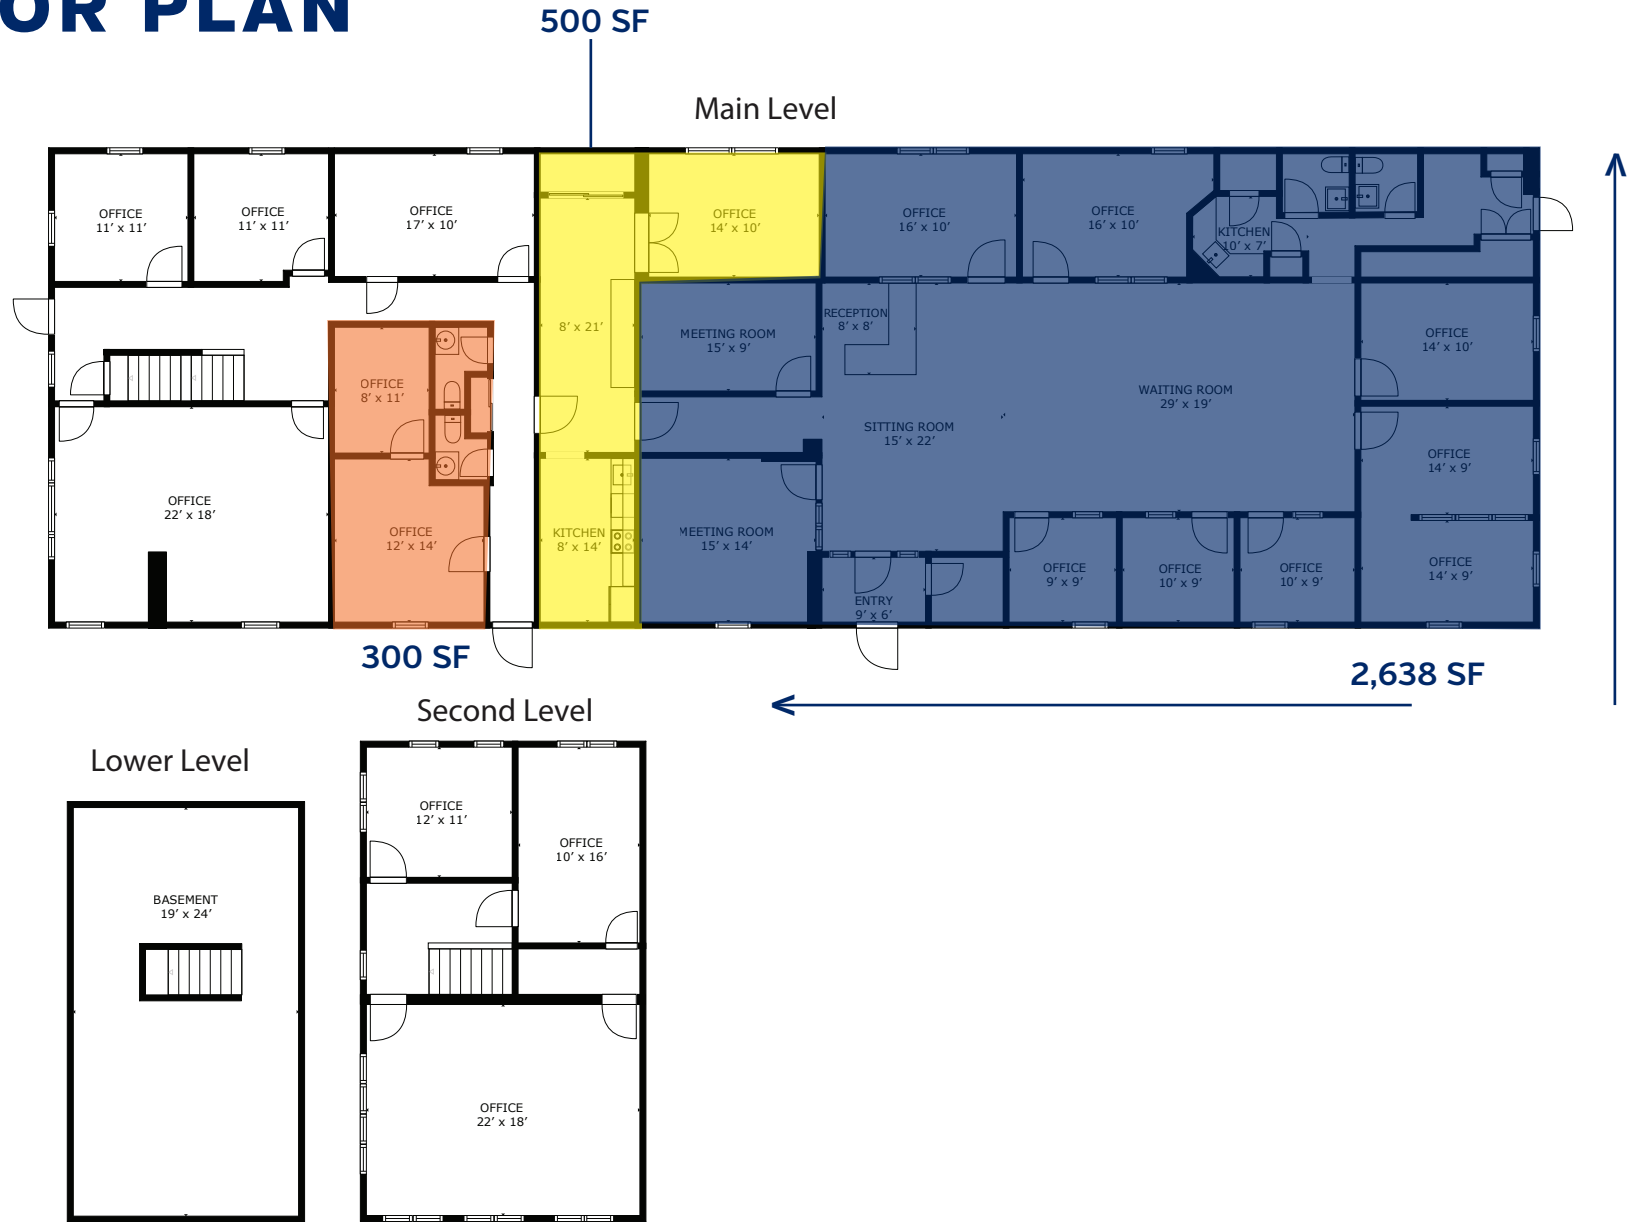 OR PLAN
500 SF
Main Level
OFFICE
11’ x 11’
OFFICE
11’ x 11’
OFFICE
17’ x 10’
OFFICE
14’ x 10’
OFFICE
16’ x 10’
OFFICE
16’ x 10’
KITCHEN
10’ x 7’
8’ x 21’
RECEPTION
8’ x 8’
MEETING ROOM
15’ x 9’
OFFICE
14’ x 10’
OFFICE
8’ x 11’
WAITING ROOM
29’ x 19’
SITTING ROOM
15’ x 22’
OFFICE
14’ x 9’
OFFICE
22’ x 18’
OFFICE
12’ x 14’
KITCHEN
8’ x 14’
MEETING ROOM
15’ x 14’
OFFICE
9’ x 9’
OFFICE
10’ x 9’
OFFICE
10’ x 9’
OFFICE
14’ x 9’
ENTRY
9’ x 6’
300 SF
2,638 SF
Second Level
Lower Level
OFFICE
12’ x 11’
OFFICE
10’ x 16’
BASEMENT
19’ x 24’
OFFICE
22’ x 18’